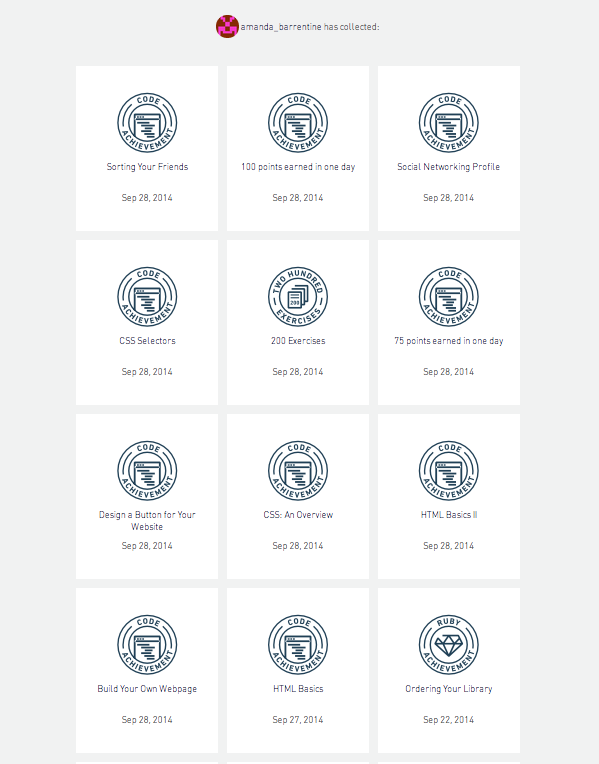 amanda_barrentine has collected:
CODE ACHIEVEMENT
Sorting Your Friends
Sep 28, 2014
CODE ACHIEVEMENT
100 points earned in one day
Sep 28, 2014
CODE ACHIEVEMENT
Social Networking Profile
Sep 28, 2014
CODE ACHIEVEMENT
CSS Selectors
Sep 28, 2014
TWO HUNDRED EXERCISES
200
200 Exercises
Sep 28, 2014
CODE ACHIEVEMENT
75 points earned in one day
Sep 28, 2014
CODE ACHIEVEMENT
Design a Button for Your
Website
Sep 28, 2014
CODE ACHIEVEMENT
CSS: An Overview
Sep 28, 2014
CODE ACHIEVEMENT
HTML Basics II
Sep 28, 2014
CODE ACHIEVEMENT
Build Your Own Webpage
Sep 28, 2014
CODE ACHIEVEMENT
HTML Basics
Sep 27, 2014
RUBY ACHIEVEMENT
Ordering Your Library
Sep 22, 2014